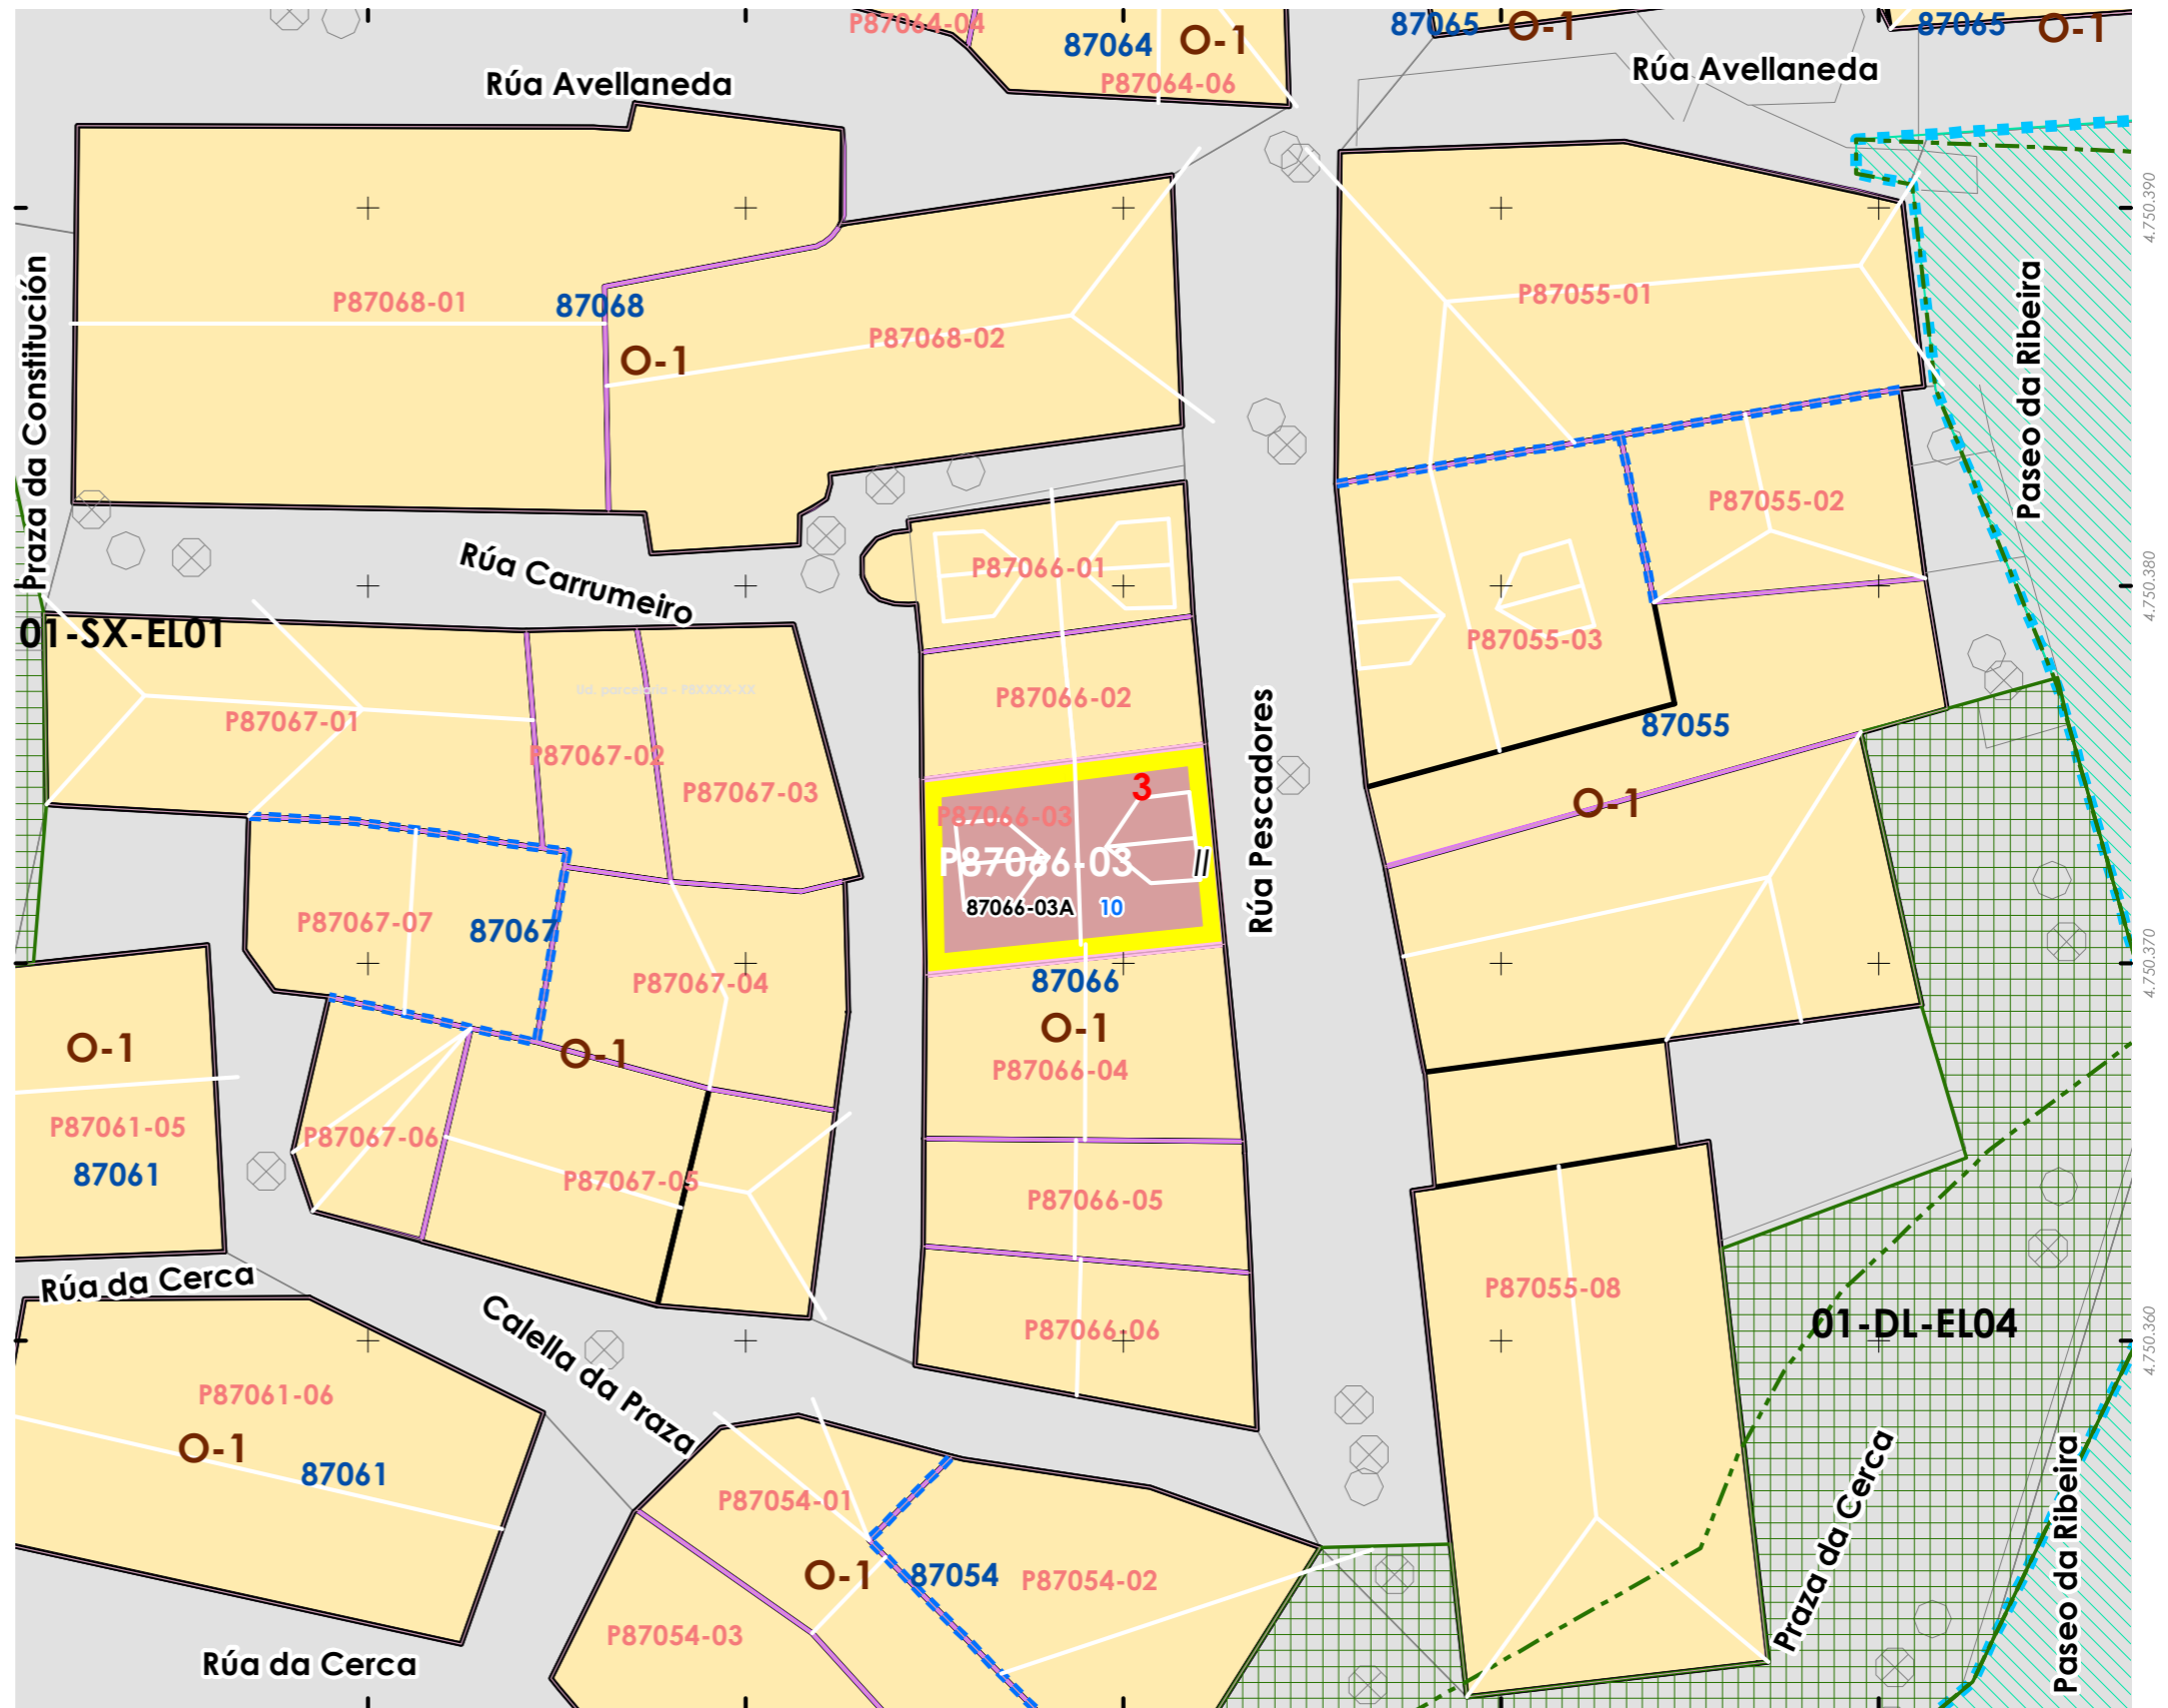 P87064-04
87064
O-1
P87064-06
87065
O-1
87065
O-1
Rúa Avellaneda
Rúa Avellaneda
4.750.390
Praza da Constitución
P87068-01
87068
O-1
P87068-02
P87055-01
Paseo da Ribeira
P87055-02
Rúa Carrumeiro
P87066-01
4.750.380
01-SX-EL01
P87055-03
Ud. parcelaria - P8XXXX-XX
P87067-01
P87067-02
P87067-03
P87066-02
87055
O-1
Rúa Pescadores
3
P87066-03
P87066-03
II
87066-03A
10
P87067-07
87067
P87067-04
87066
4.750.370
O-1
O-1
O-1
P87066-04
P87061-05
87061
P87067-06
P87067-05
P87066-05
Rúa da Cerca
P87055-08
01-DL-EL04
4.750.360
Calella da Praza
P87066-06
P87061-06
O-1
87061
P87054-01
O-1
87054
P87054-02
P87054-03
Praza da Cerca
Paseo da Ribeira
Rúa da Cerca